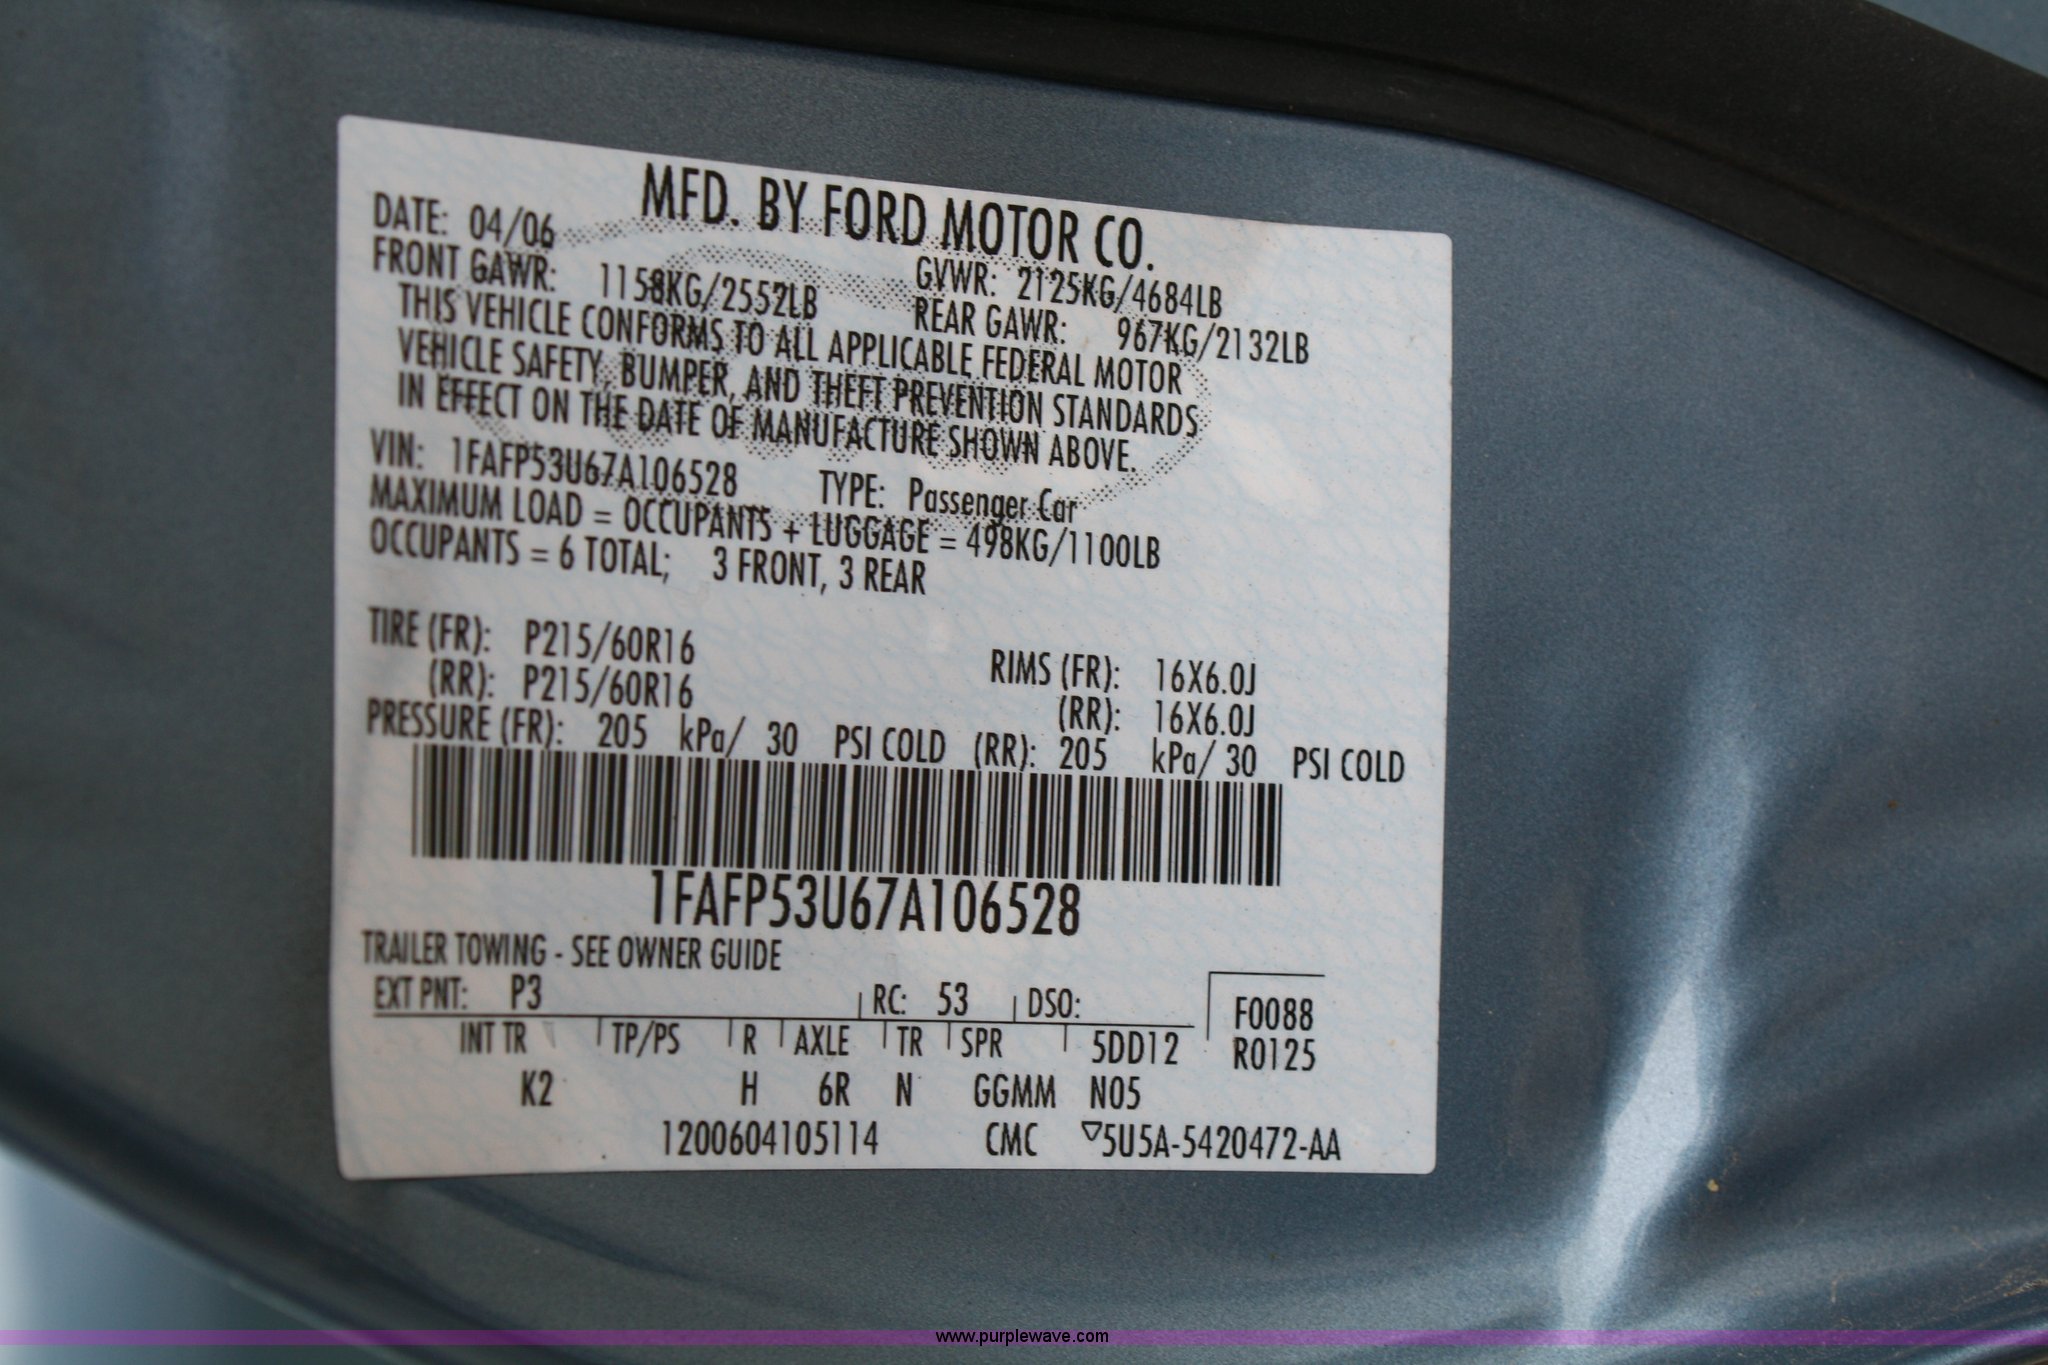 MFD. BY FORD MOTOR CO.
DATE: 04/06
GVWR: 2125KG/4684LB
FRONT GAWR: 1158KG/2552LB
REAR GAWR: 967KG/2132LB
THIS VEHICLE CONFORMS TO ALL APPLICABLE FEDERAL MOTOR
VEHICLE SAFETY, BUMPER, AND THEFT PREVENTION STANDARDS
IN EFFECT ON THE DATE OF MANUFACTURE SHOWN ABOVE.
VIN: 1FAFP53U67A106528 TYPE: Passenger Car
MAXIMUM LOAD = OCCUPANTS + LUGGAGE = 498KG/1100LB
OCCUPANTS = 6 TOTAL; 3 FRONT, 3 REAR
TIRE (FR): P215/60R16 RIMS (FR): 16X6.0J
(RR): P215/60R16 (RR): 16X6.0J
PRESSURE (FR): 205 kPa/ 30 PSI COLD (RR): 205 kPa/ 30 PSI COLD
1FAFP53U67A106528
TRAILER TOWING - SEE OWNER GUIDE
EXT PNT: P3 RC: 53 DSO: F0088
INT TR TP/PS R AXLE TR SPR 5DD12 R0125
K2 H 6R N GGMM N05
1200604105114 CMC ▽5U5A-5420472-AA
www.purplewave.com